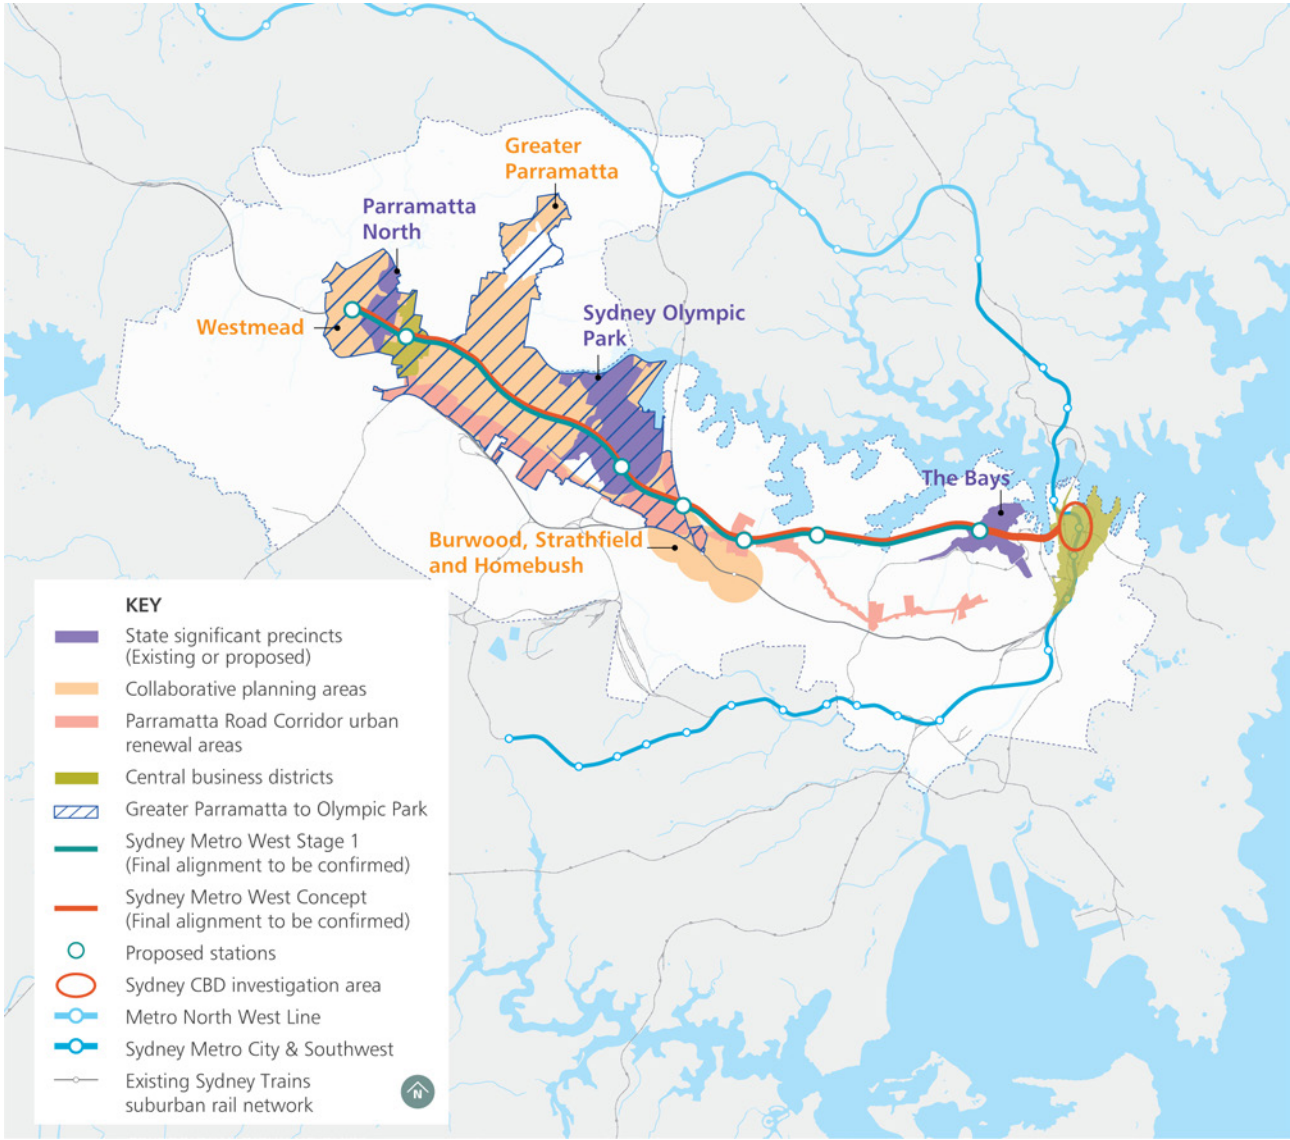 Greater
Parramatta
Parramatta
North
Sydney Olympic
Park
Westmead
The Bays
Burwood, Strathfield
and Homebush
KEY
State significant precincts
(Existing or proposed)
Collaborative planning areas
Parramatta Road Corridor urban
renewal areas
Central business districts
Greater Parramatta to Olympic Park
Sydney Metro West Stage 1
(Final alignment to be confirmed)
Sydney Metro West Concept
(Final alignment to be confirmed)
Proposed stations
Sydney CBD investigation area
Metro North West Line
Sydney Metro City & Southwest
Existing Sydney Trains
suburban rail network
N